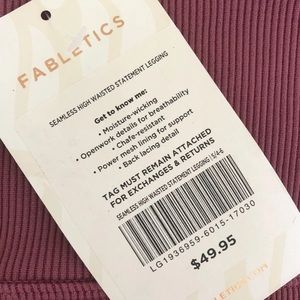 FABLETICS
SEAMLESS HIGH WAISTED STATEMENT LEGGING
Get to know me:
• Moisture-wicking
• Openwork details for breathability
• Chafe-resistant
• Power mesh lining for support
• Back lacing detail
TAG MUST REMAIN ATTACHED
FOR EXCHANGES & RETURNS
SEAMLESS HIGH WAISTED STATEMENT LEGGING | S/4-6
LG1936959-6015-17030
$49.95